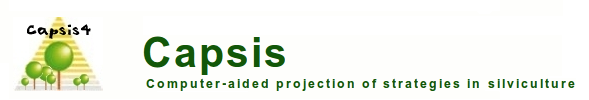 Capsis4
Capsis
Computer-aided projection of strategies in silviculture